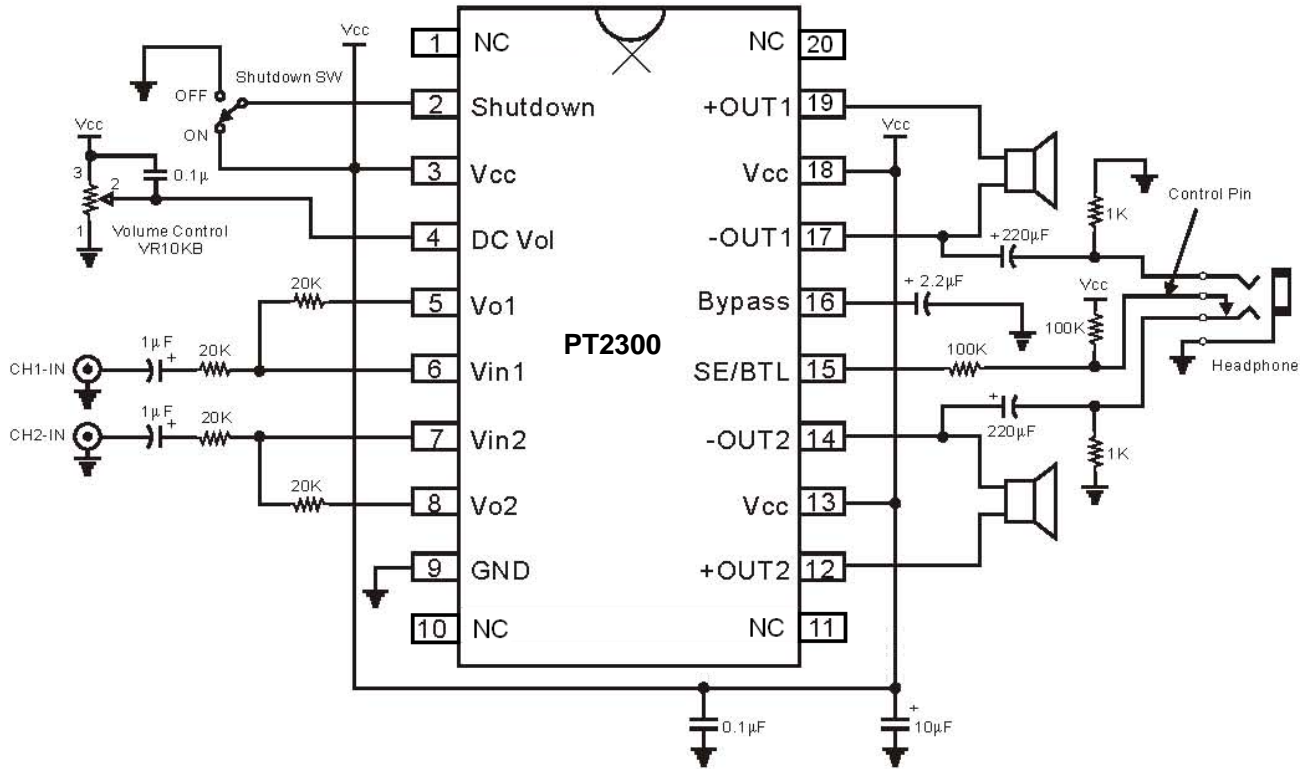 Vcc
1 NC
NC 20
Shutdown SW
OFF
ON
2 Shutdown
+OUT1 19
Vcc
3 Vcc
Vcc 18
Vcc
3
2
1
0.1µ
Volume Control
VR10KB
4 DC Vol
-OUT1 17
1K
Control Pin
+ 220µF
20K
5 Vo1
Bypass 16
+ 2.2µF
Vcc
100K
PT2300
CH1-IN
1µF
+
20K
6 Vin1
SE/BTL 15
100K
Headphone
CH2-IN
1µF
+
20K
7 Vin2
-OUT2 14
+
220µF
1K
20K
8 Vo2
Vcc 13
9 GND
+OUT2 12
10 NC
NC 11
0.1µF
+
10µF